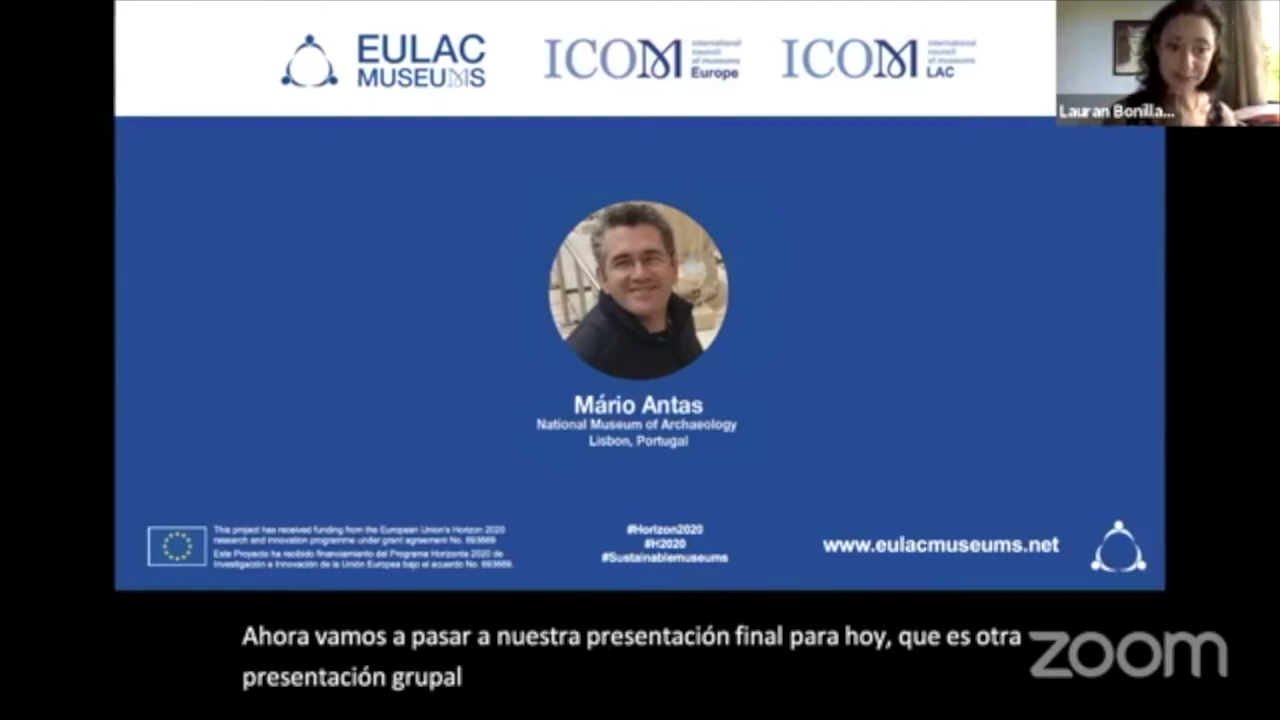 EULAC
MUSEUMS
ICOM
international
council
of museums
Europe
ICOM
international
council
of museums
LAC
Lauran Bonilla...
Mário Antas
National Museum of Archaeology
Lisbon, Portugal
This project has received funding from the European Union's Horizon 2020
research and innovation programme under grant agreement No. 693669
Este Proyecto ha recibido financiamiento del Programa Horizonte 2020 de
Investigación e Innovación de la Unión Europea bajo el acuerdo No. 693669.
#Horizon2020
#H2020
#Sustainablemuseums
www.eulacmuseums.net
Ahora vamos a pasar a nuestra presentación final para hoy, que es otra
presentación grupal
zoom